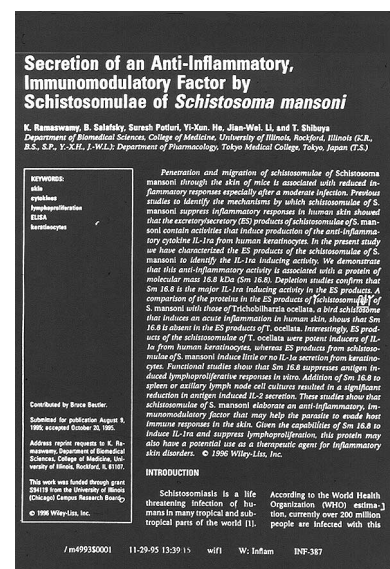 Secretion of an Anti-Inflammatory,
Immunomodulatory Factor by
Schistosomulae of Schistosoma mansoni
K. Ramaswamy, B. Salafsky, Suresh Potluri, Yi-Xun. He, Jian-Wei. Li, and T. Shibuya
Department of Biomedical Sciences, College of Medicine, University of Illinois, Rockford, Illinois (K.R.,
B.S., S.P., Y.-X.H., J.-W.L.); Department of Pharmacology, Tokyo Medical College, Tokyo, Japan (T.S.)
KEYWORDS:
skin
cytokines
lymphoproliferation
ELISA
keratinocytes
Contributed by Bruce Beutler.
Submitted for publication August 9,
1995; accepted October 20, 1995.
Address reprint requests to K. Ra-
maswamy, Department of Biomedical
Sciences, College of Medicine, Uni-
versity of Illinois, Rockford, IL 61107.
This work was funded through grant
S94119 from the University of Illinois
(Chicago) Campus Research Board.
© 1996 Wiley-Liss, Inc.
Penetration and migration of schistosomulae of Schistosoma
mansoni through the skin of mice is associated with reduced in-
flammatory responses especially after a moderate infection. Previous
studies to identify the mechanisms by which schistosomulae of S.
mansoni suppress inflammatory responses in human skin showed
that the excretory/secretory (ES) products of schistosomulae of S. man-
soni contain activities that induce production of the anti-inflamma-
tory cytokine IL-1ra from human keratinocytes. In the present study
we have characterized the ES products of the schistosomulae of S.
mansoni to identify the IL-1ra inducing activity. We demonstrate
that this anti-inflammatory activity is associated with a protein of
molecular mass 16.8 kDa (Sm 16.8). Depletion studies confirm that
Sm 16.8 is the major IL-1ra inducing activity in the ES products. A
comparison of the proteins in the ES products of schistosomulae of
S. mansoni with those of Trichobilharzia ocellata, a bird schistosome
that induces an acute inflammation in human skin, shows that Sm
16.8 is absent in the ES products of T. ocellata. Interestingly, ES prod-
ucts of the schistosomulae of T. ocellata were potent inducers of IL-
1α from human keratinocytes, whereas ES products from schistoso-
mulae of S. mansoni induce little or no IL-1α secretion from keratino-
cytes. Functional studies show that Sm 16.8 suppresses antigen in-
duced lymphoproliferative responses in vitro. Addition of Sm 16.8 to
spleen or axillary lymph node cell cultures resulted in a significant
reduction in antigen induced IL-2 secretion. These studies show that
schistosomulae of S. mansoni elaborate an anti-inflammatory, im-
munomodulatory factor that may help the parasite to evade host
immune responses in the skin. Given the capabilities of Sm 16.8 to
induce IL-1ra and suppress lymphoproliferation, this protein may
also have a potential use as a therapeutic agent for inflammatory
skin disorders. © 1996 Wiley-Liss, Inc.
INTRODUCTION
Schistosomiasis is a life
threatening infection of hu-
mans in many tropical and sub-
tropical parts of the world [1].
According to the World Health
Organization (WHO) estima-
tion, currently over 200 million
people are infected with this
/m4993$0001 11-29-95 13:39:15 wifl W: Inflam INF-387